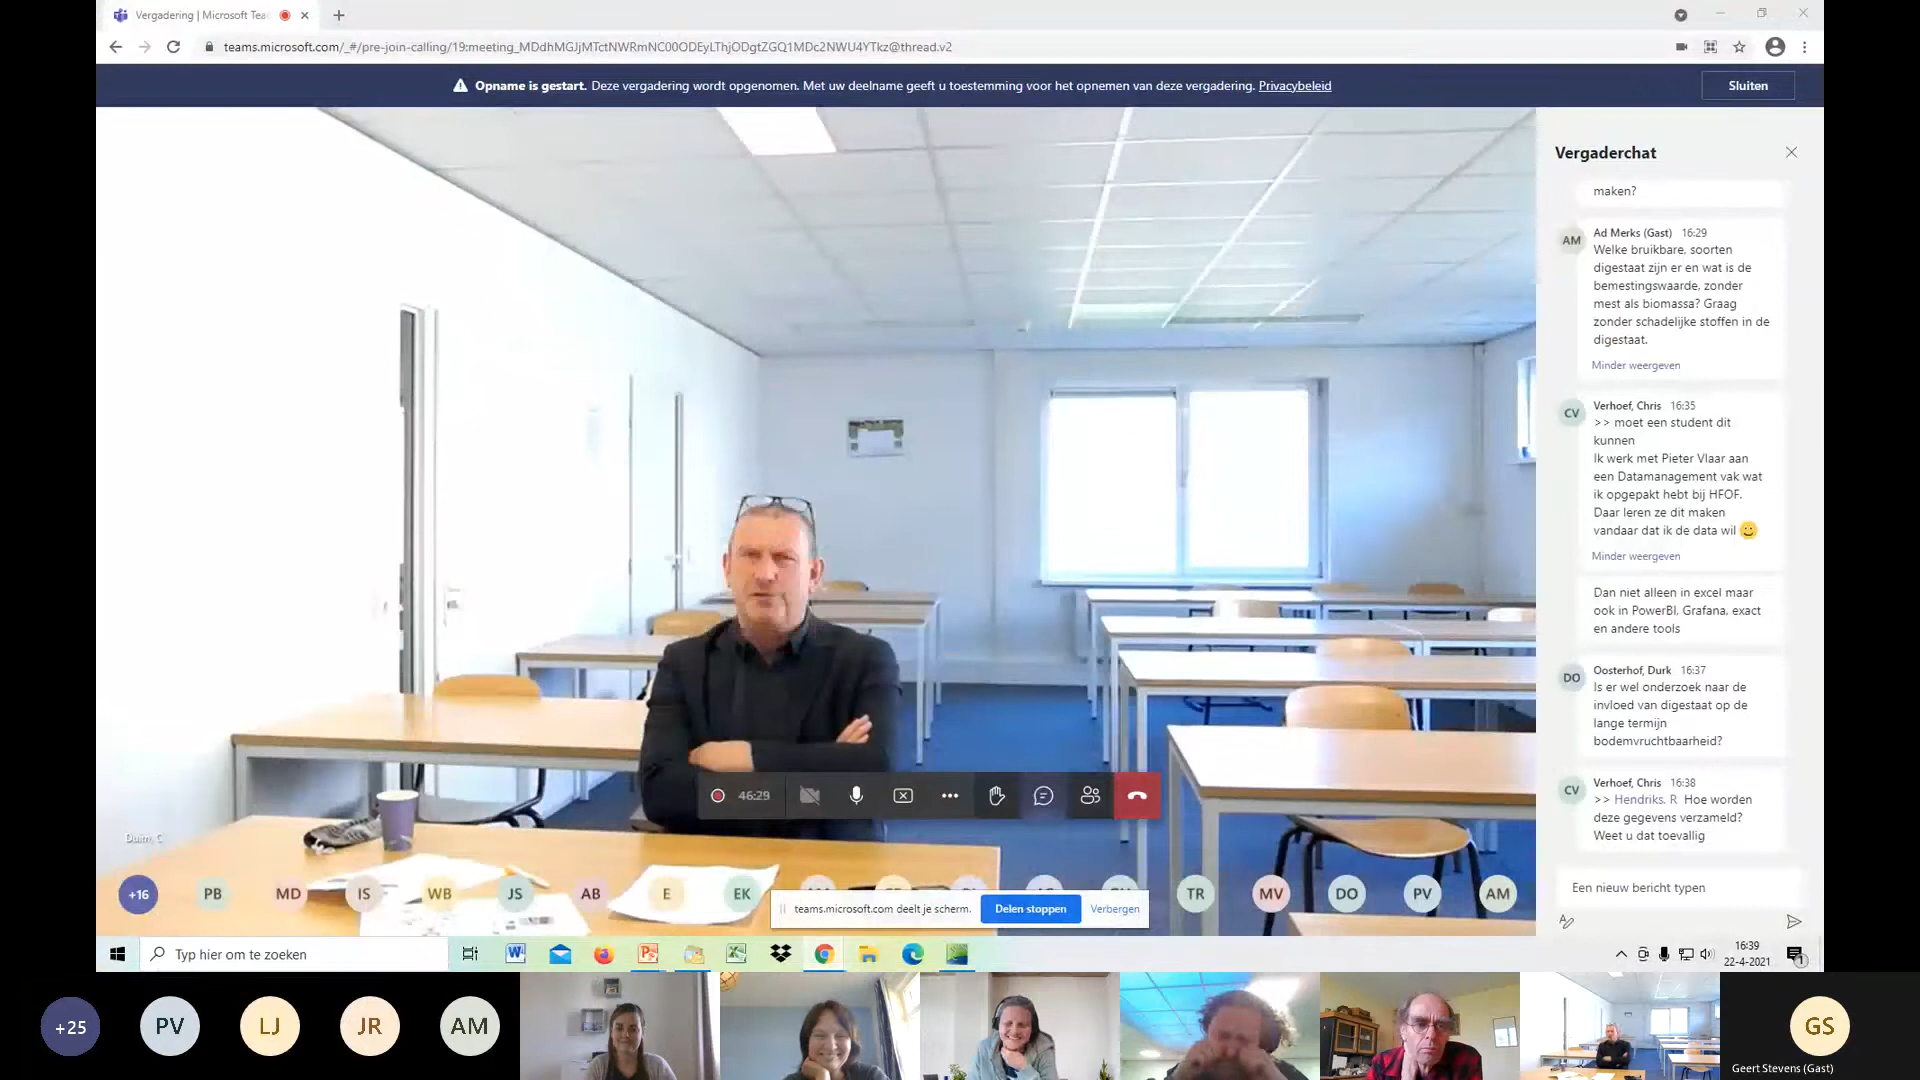 Vergadering | Microsoft Tea
teams.microsoft.com/_#/pre-join-calling/19:meeting_MDdhMGJjMTctNWRmNC00ODEyLThjODgtZGQ1MDc2NWU4YTkz@thread.v2
Opname is gestart. Deze vergadering wordt opgenomen. Met uw deelname geeft u toestemming voor het opnemen van deze vergadering. Privacybeleid
Sluiten
Vergaderchat
maken?
AM
Ad Merks (Gast) 16:29
Welke bruikbare, soorten
digestaat zijn er en wat is de
bemestingswaarde, zonder
mest als biomassa? Graag
zonder schadelijke stoffen in de
digestaat.
Minder weergeven
CV
Verhoef, Chris 16:35
>> moet een student dit
kunnen
Ik werk met Pieter Vlaar aan
een Datamanagement vak wat
ik opgepakt hebt bij HFOF.
Daar leren ze dit maken
vandaar dat ik de data wil
Minder weergeven
Dan niet alleen in excel maar
ook in PowerBI, Grafana, exact
en andere tools
DO
Oosterhof, Durk 16:37
Is er wel onderzoek naar de
invloed van digestaat op de
lange termijn
bodemvruchtbaarheid?
CV
Verhoef, Chris 16:38
>> Hendriks. R Hoe worden
deze gegevens verzameld?
Weet u dat toevallig
Een nieuw bericht typen
46:29
Duim, C
+16 PB MD IS WB JS AB E EK TR MV DO PV AM
teams.microsoft.com deelt je scherm. Delen stoppen Verbergen
Typ hier om te zoeken
16:39
22-4-2021
1
+25 PV LJ JR AM GS
Geert Stevens (Gast)